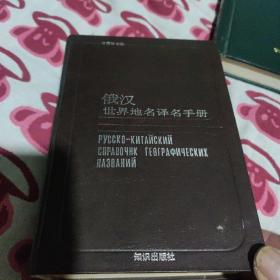 俄汉
世界地名译名手册
РУССКО-КИТАЙСКИЙ
СПРАВОЧНИК ГЕОГРАФИЧЕСКИХ
НАЗВАНИЙ
知识出版社